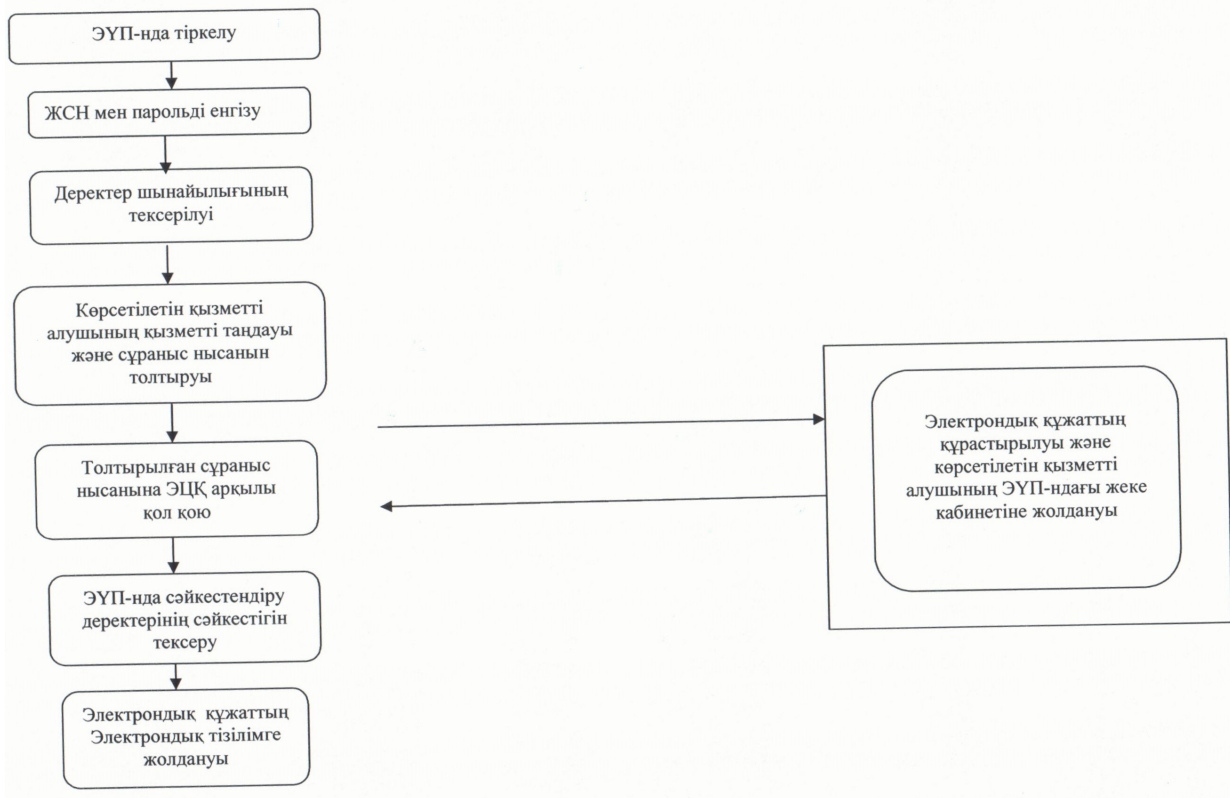 ЭҮП-нда тіркелу
ЖСН мен парольді енгізу
Деректер шынайылығының
тексерілуі
Көрсетілетін қызметті
алушының қызметті таңдауы
және сұраныс нысанын
толтыруы
Толтырылған сұраныс
нысанына ЭЦҚ арқылы
қол қою
ЭҮП-нда сәйкестендіру
деректерінің сәйкестігін
тексеру
Электрондық құжаттың
Электрондық тізілімге
жолдануы
Электрондық құжаттың
құрастырылуы және
көрсетілетін қызметті
алушының ЭҮП-ндағы жеке
кабинетіне жолдануы